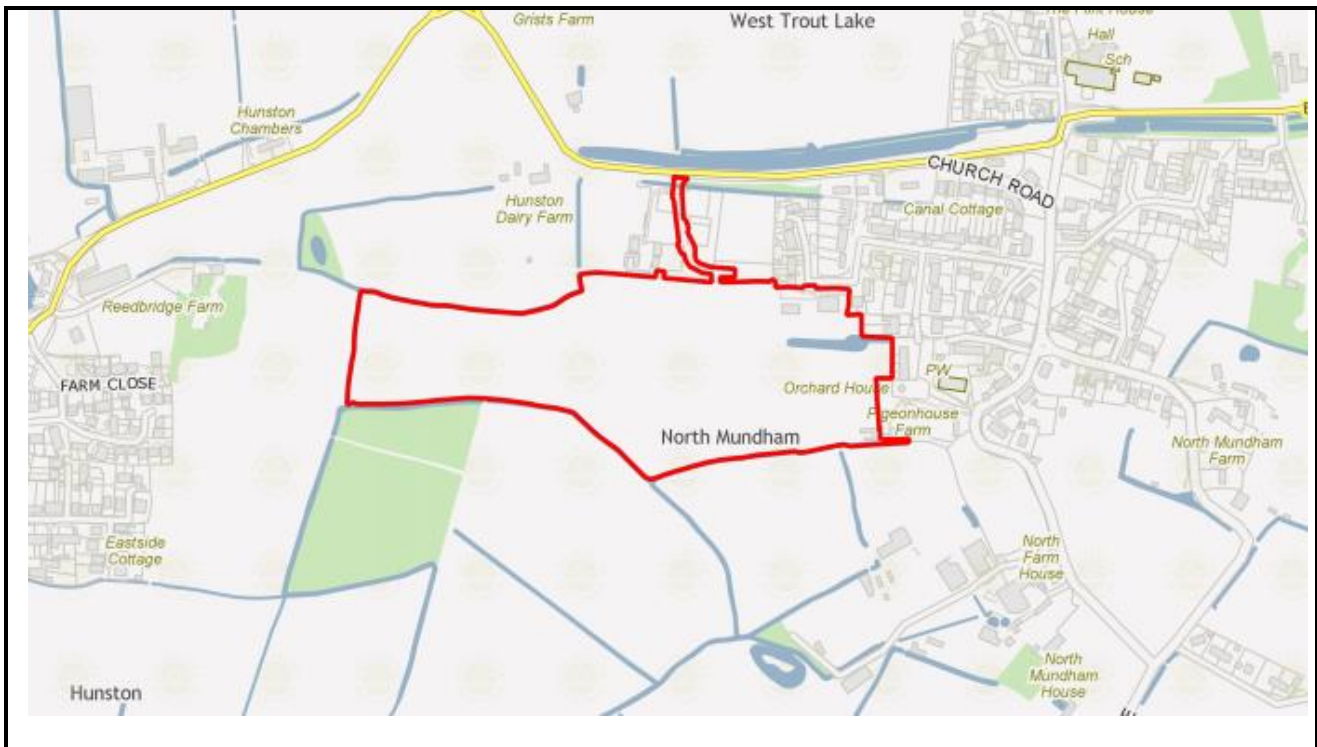 Grists Farm
West Trout Lake
Hall
Sch
Hunston
Chambers
CHURCH ROAD
Hunston
Dairy Farm
Canal Cottage
Reedbridge Farm
FARM CLOSE
PW
Orchard House
Pigeonhouse
Farm
North Mundham
North Mundham
Farm
Eastside
Cottage
North
Farm
House
North
Mundham
House
Hunston